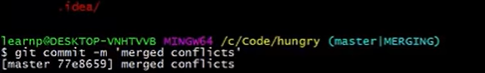 .idea/
learnp@DESKTOP-VNHTVVB MINGW64 /c/Code/hungry (master|MERGING)
$ git commit -m 'merged conflicts'
[master 77e8659] merged conflicts